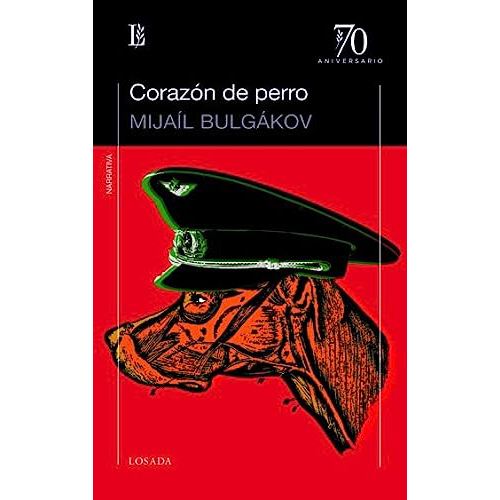 70
ANIVERSARIO
Corazón de perro
MIJAÍL BULGÁKOV
NARRATIVA
LOSADA